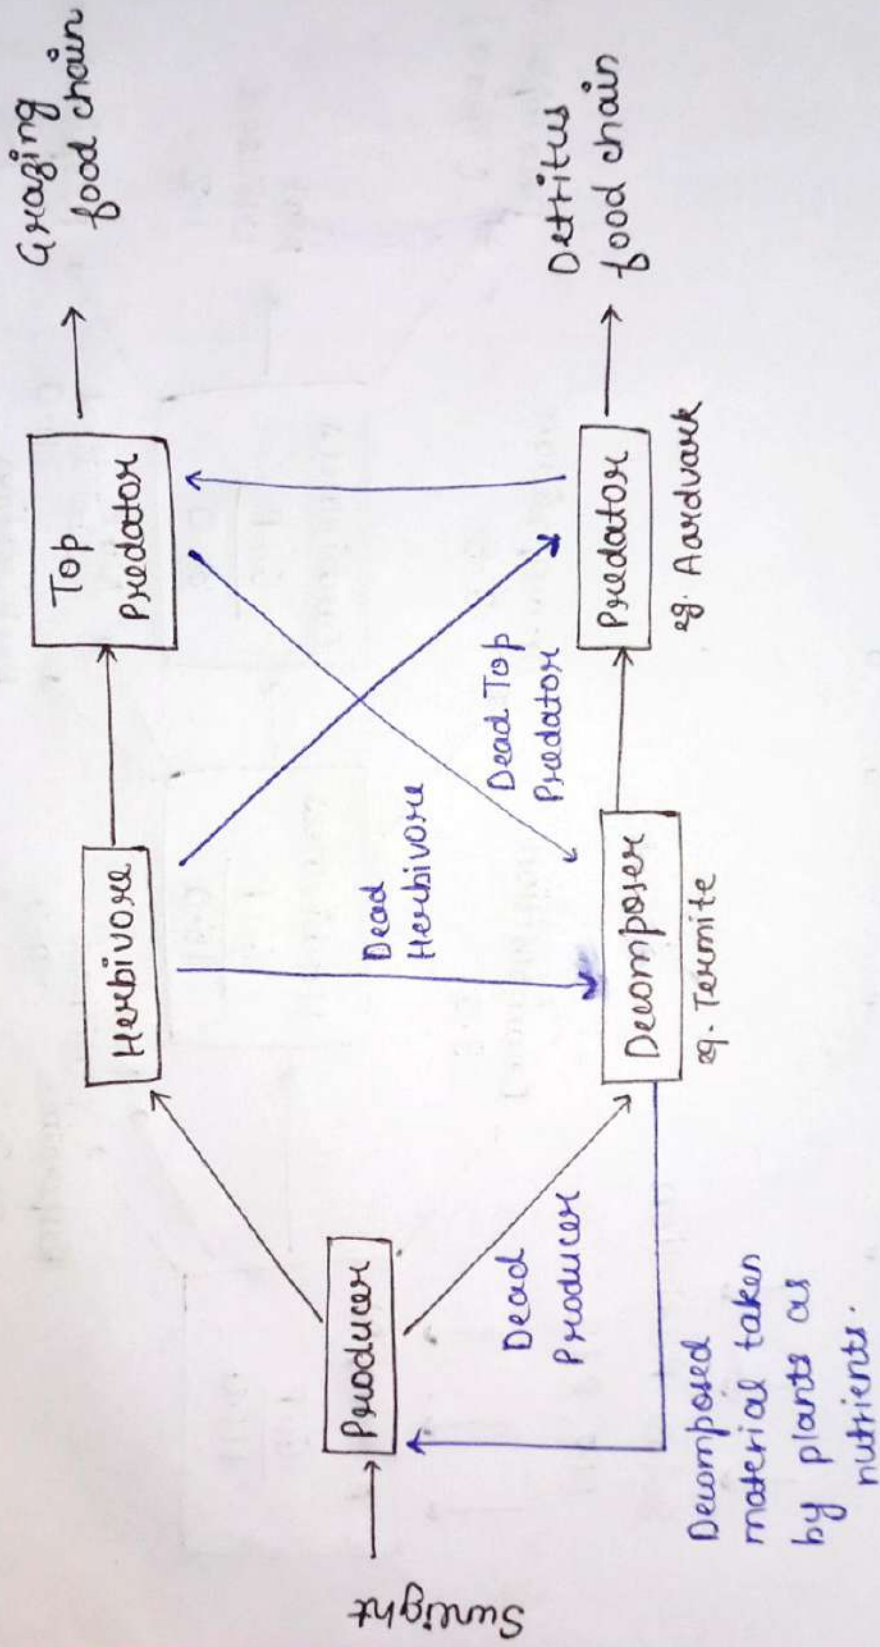 Sunlight
Producer
Herbivore
Top
Predator
Grazing
food chain
Dead
Herbivore
Dead Top
Predator
Dead
Producer
Decomposer
eg. Termite
Predator
eg. Aardvark
Detritus
food chain
Decomposed
material taken
by plants as
nutrients.